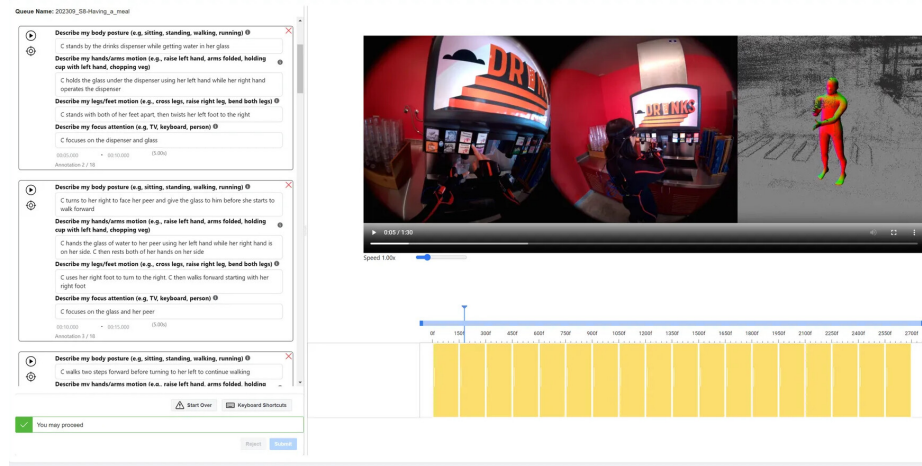 Queue Name: 202309_S8-Having_a_meal
Describe my body posture (e.g, sitting, standing, walking, running)
C stands by the drinks dispenser while getting water in her glass
Describe my hands/arms motion (e.g., raise left hand, arms folded, holding
cup with left hand, chopping veg)
C holds the glass under the dispenser using her left hand while her right hand
operates the dispenser
Describe my legs/feet motion (e.g., cross legs, raise right leg, bend both legs)
C stands with both of her feet apart, then twists her left foot to the right
Describe my focus attention (e.g, TV, keyboard, person)
C focuses on the dispenser and glass
00:05.000 - 00:10.000 (5.00s)
Annotation 2 / 18
Describe my body posture (e.g, sitting, standing, walking, running)
C turns to her right to face her peer and give the glass to him before she starts to
walk forward
Describe my hands/arms motion (e.g., raise left hand, arms folded, holding
cup with left hand, chopping veg)
C hands the glass of water to her peer using her left hand while her right hand is
on her side. C then rests both of her hands on her side
Describe my legs/feet motion (e.g., cross legs, raise right leg, bend both legs)
C uses her right foot to turn to the right. C then walks forward starting with her
right foot
Describe my focus attention (e.g, TV, keyboard, person)
C focuses on the glass and her peer
00:10.000 - 00:15.000 (5.00s)
Annotation 3 / 18
Describe my body posture (e.g, sitting, standing, walking, running)
C walks two steps forward before turning to her left to continue walking
Describe my hands/arms motion (e.g., raise left hand, arms folded, holding
Start Over
Keyboard Shortcuts
You may proceed
Reject
Submit
DRIN
DRINKS
0:05 / 1:30
Speed 1.00x
0f 150f 300f 450f 600f 750f 900f 1050f 1200f 1350f 1500f 1650f 1800f 1950f 2100f 2250f 2400f 2550f 2700f